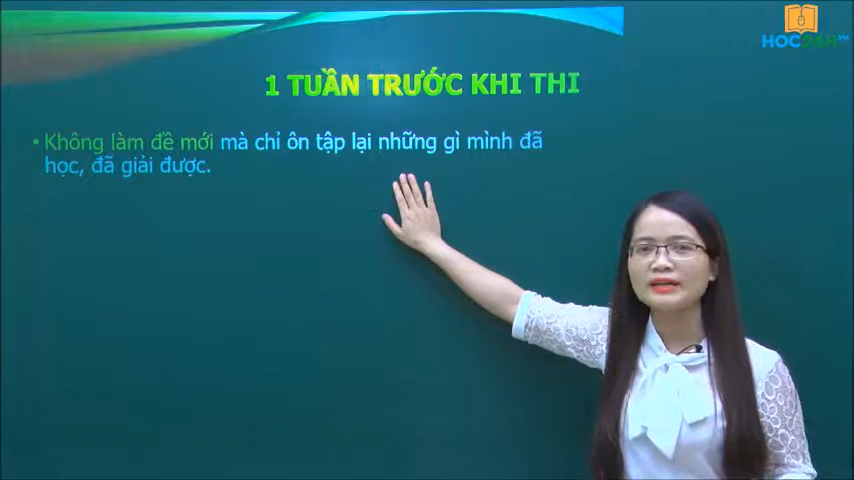 HOC24H.VN
1 TUẦN TRƯỚC KHI THI
• Không làm đề mới mà chỉ ôn tập lại những gì mình đã
học, đã giải được.